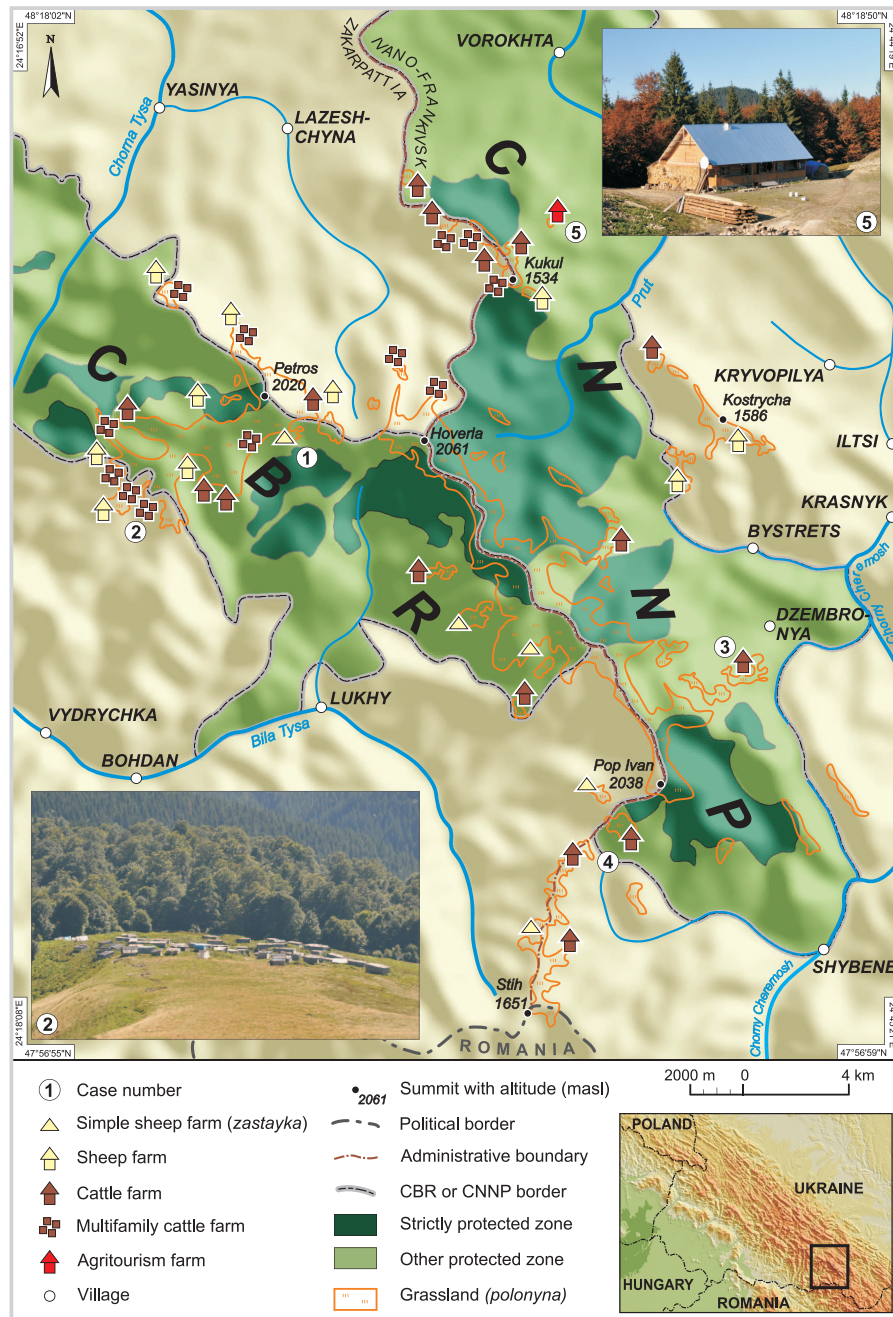 48°18'02"N
48°18'50"N
24°16'52"E
N
VOROKHTA
ZAKARPATTIA
IVANO-FRANKIVSK
YASINYA
LAZESH-
CHYNA
Chorna Tysa
C
5
5
Kukul
1534
Prut
C
Petros
2020
N
KRYVOPILYA
Kostrycha
1586
Hoverla
2061
ILTSI
1
B
2
KRASNYK
BYSTRETS
Chorny Cheremosh
R
N
DZEMBRO-
NYA
3
LUKHY
VYDRYCHKA
Bila Tysa
BOHDAN
Pop Ivan
2038
P
4
SHYBENE
Stih
1651
Chorny Cheremosh
2
ROMANIA
24°18'08"E
47°56'55"N
47°56'59"N
1 Case number
Simple sheep farm (zastayka)
Sheep farm
Cattle farm
Multifamily cattle farm
Agritourism farm
Village
2061 Summit with altitude (masl)
Political border
Administrative boundary
CBR or CNNP border
Strictly protected zone
Other protected zone
Grassland (polonyna)
2000 m 0 4 km
POLAND
UKRAINE
HUNGARY
ROMANIA